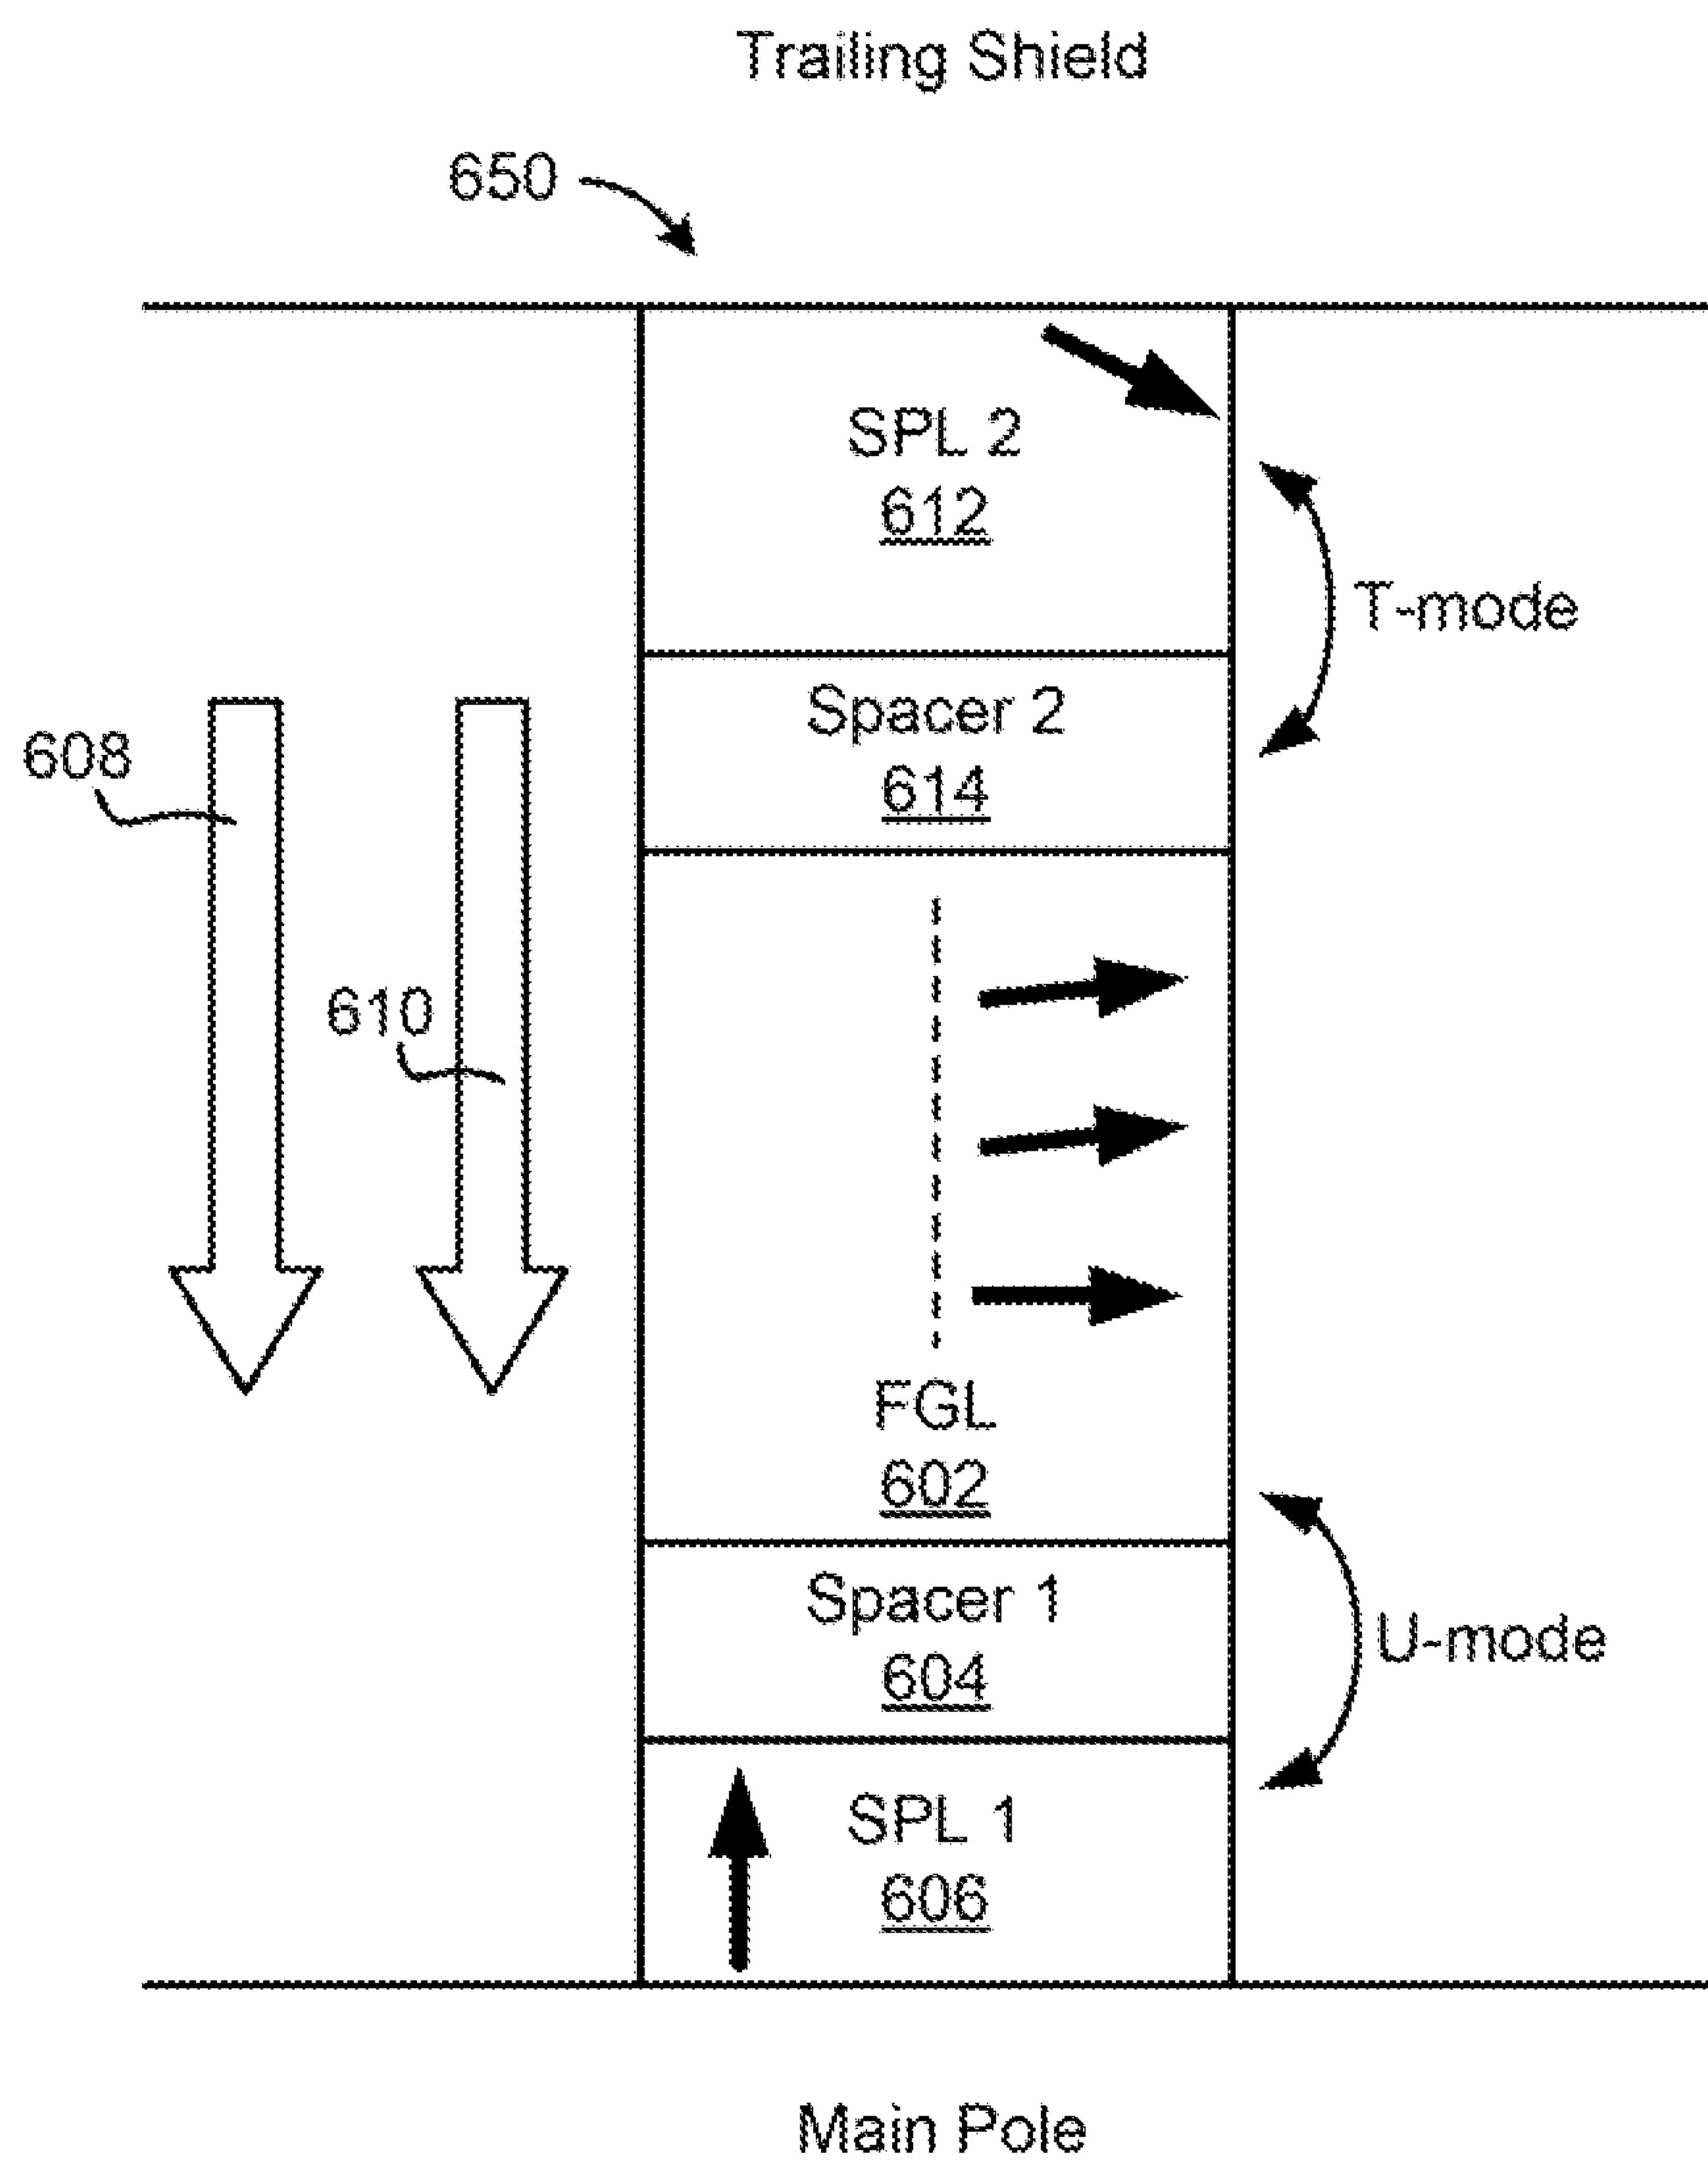 Trailing Shield
650
SPL 2
612
T-mode
Spacer 2
614
608
610
FGL
602
Spacer 1
604
U-mode
SPL 1
606
Main Pole